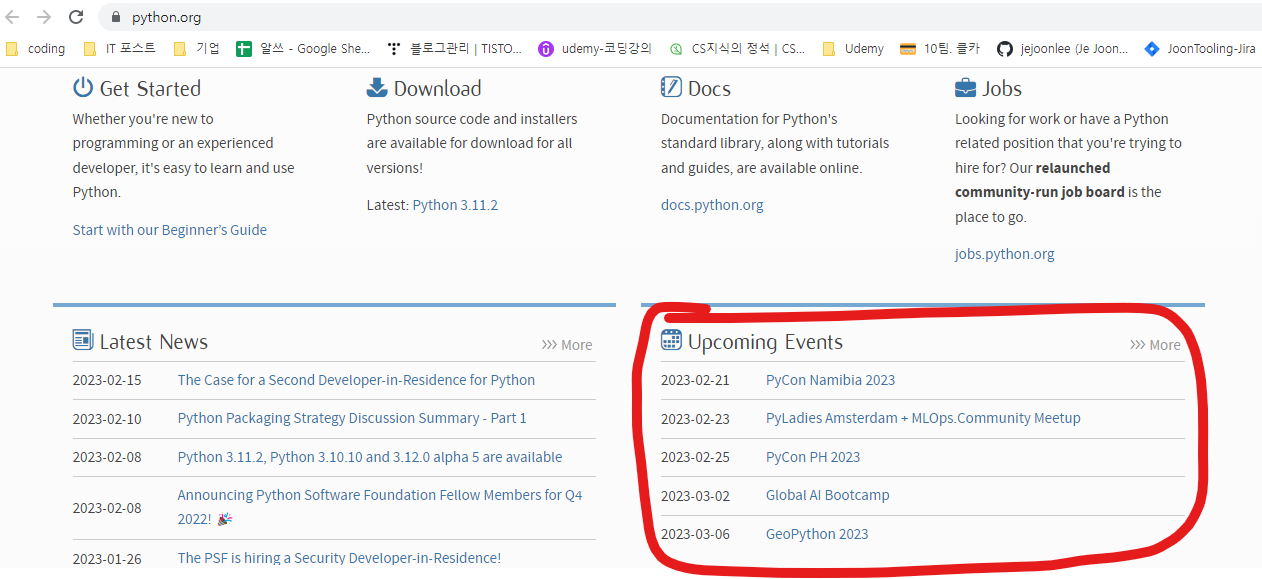 python.org
coding
IT 포스트
기업
알쓰 - Google She...
블로그관리 | TISTO...
udemy-코딩강의
CS지식의 정석 | CS...
Udemy
10팀. 클카
jejoonlee (Je Joon...
JoonTooling-Jira
Get Started
Whether you're new to
programming or an experienced
developer, it's easy to learn and use
Python.
Start with our Beginner’s Guide
Download
Python source code and installers
are available for download for all
versions!
Latest: Python 3.11.2
Docs
Documentation for Python's
standard library, along with tutorials
and guides, are available online.
docs.python.org
Jobs
Looking for work or have a Python
related position that you're trying to
hire for? Our relaunched
community-run job board is the
place to go.
jobs.python.org
Latest News
>>> More
2023-02-15 The Case for a Second Developer-in-Residence for Python
2023-02-10 Python Packaging Strategy Discussion Summary - Part 1
2023-02-08 Python 3.11.2, Python 3.10.10 and 3.12.0 alpha 5 are available
2023-02-08 Announcing Python Software Foundation Fellow Members for Q4
2022! 🎉
2023-01-26 The PSF is hiring a Security Developer-in-Residence!
Upcoming Events
>>> More
2023-02-21 PyCon Namibia 2023
2023-02-23 PyLadies Amsterdam + MLOps.Community Meetup
2023-02-25 PyCon PH 2023
2023-03-02 Global AI Bootcamp
2023-03-06 GeoPython 2023